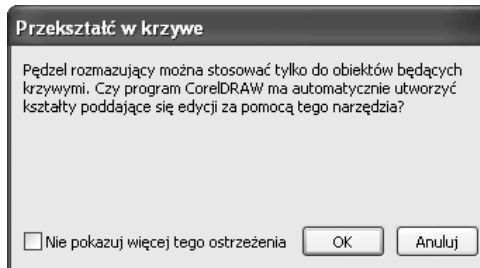 Przekształć w krzywe
Pędzel rozmazujący można stosować tylko do obiektów będących
krzywymi. Czy program CorelDRAW ma automatycznie utworzyć
kształty poddające się edycji za pomocą tego narzędzia?
Nie pokazuj więcej tego ostrzeżenia OK Anuluj